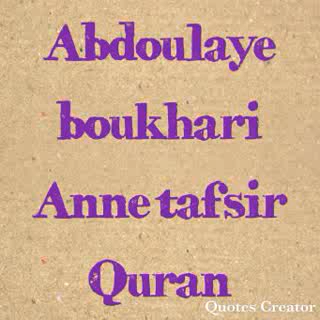 Abdoulaye
boukhari
Anne tafsir
Quran
Quotes Creator